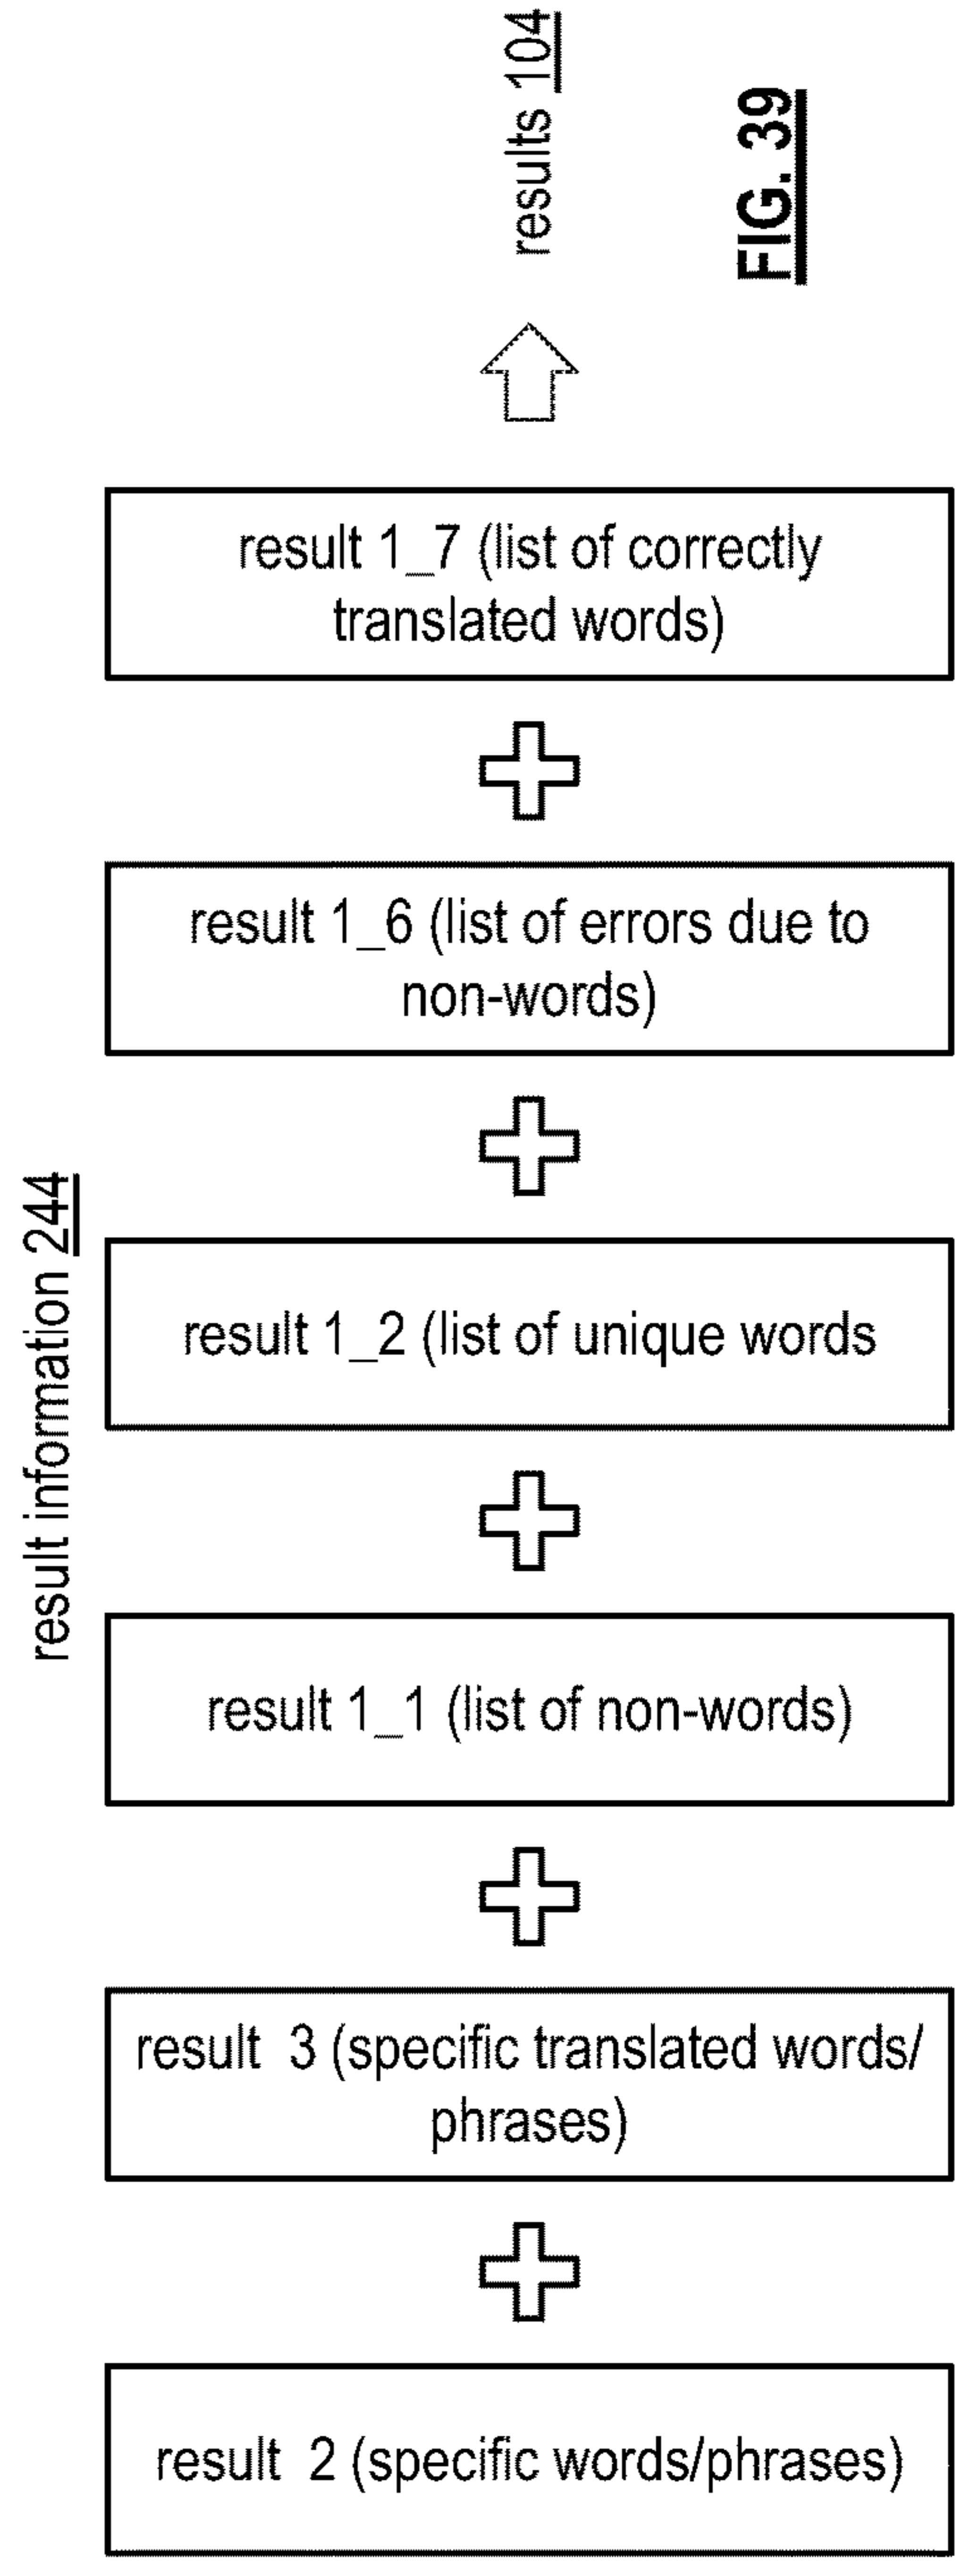 results 104
FIG. 39
result 1_7 (list of correctly
translated words)
result 1_6 (list of errors due to
non-words)
result information 244
result 1_2 (list of unique words
result 1_1 (list of non-words)
result 3 (specific translated words/
phrases)
result 2 (specific words/phrases)